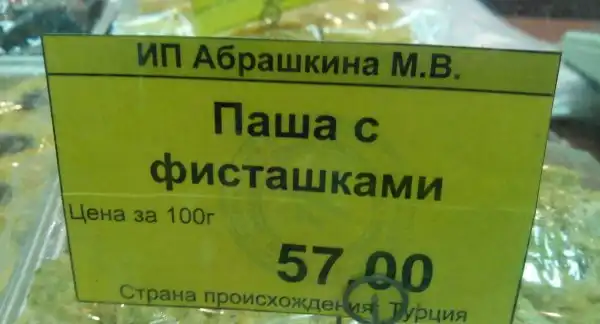 ИП Абрашкина М.В.
Паша с
фисташками
Цена за 100г
57,00
Страна происхождения Турция